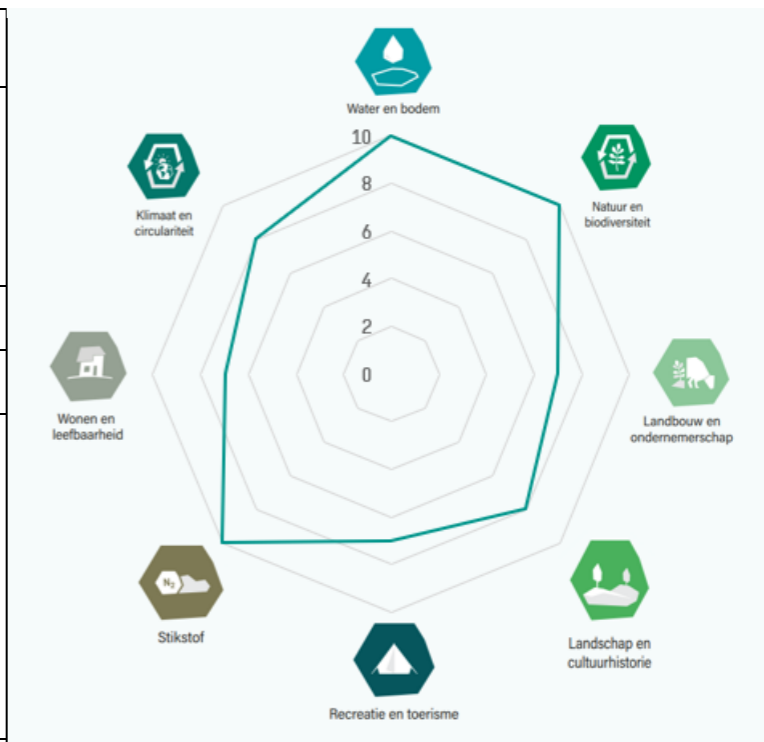 Water en bodem
10
8
6
4
2
0
Natuur en
biodiversiteit
Landbouw en
ondernemerschap
Landschap en
cultuurhistorie
Recreatie en toerisme
N2
Stikstof
Wonen en
leefbaarheid
Klimaat en
circulariteit